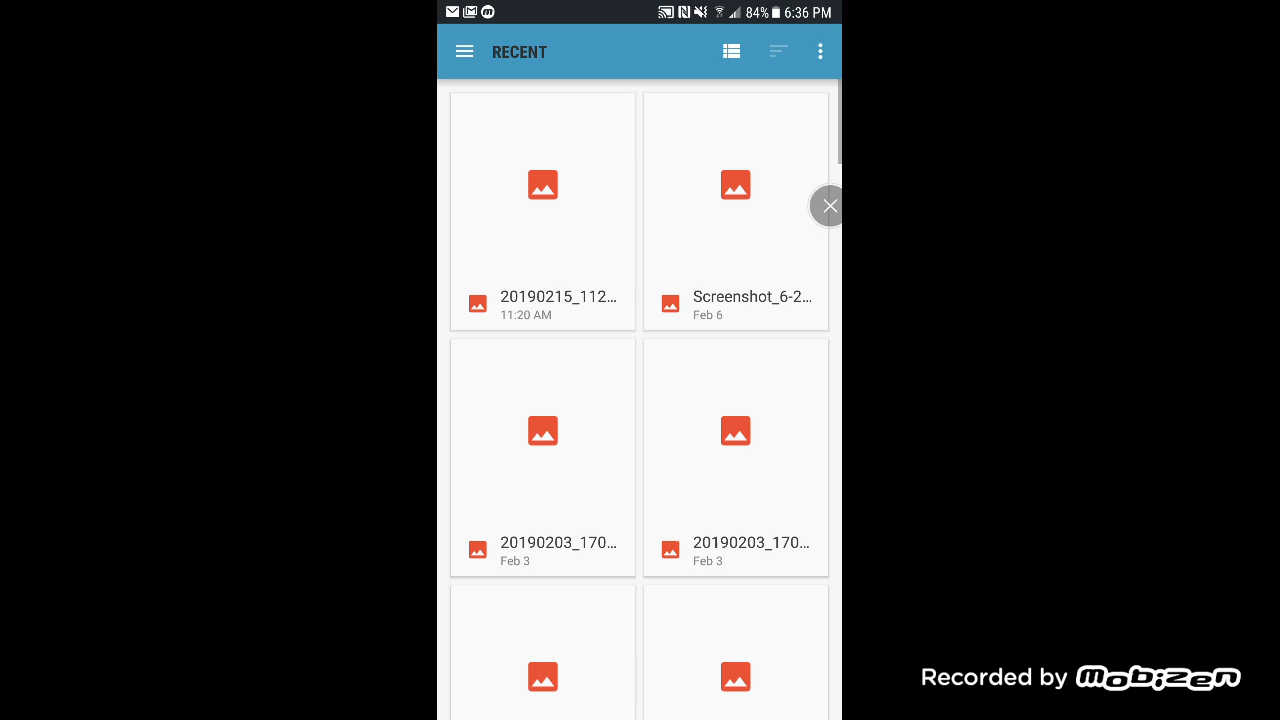 84% 6:36 PM
RECENT
20190215_112... Screenshot_6-2...
11:20 AM Feb 6
20190203_170... 20190203_170...
Feb 3 Feb 3
Recorded by mobizen